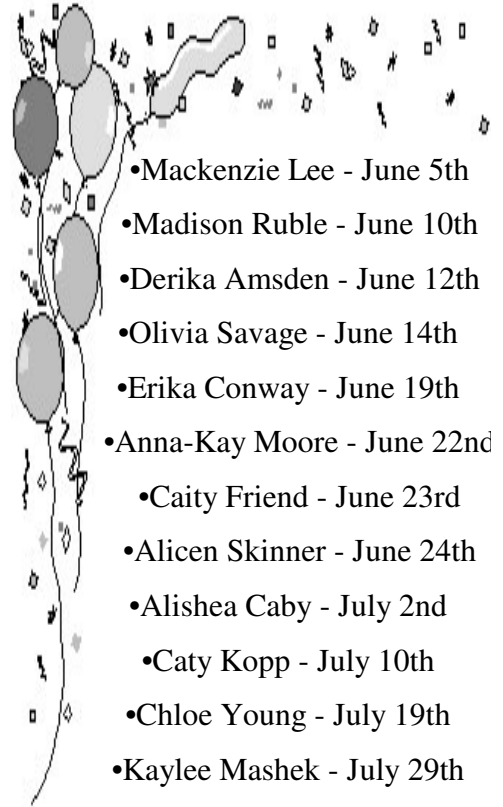 •Mackenzie Lee - June 5th
•Madison Ruble - June 10th
•Derika Amsden - June 12th
•Olivia Savage - June 14th
•Erika Conway - June 19th
•Anna-Kay Moore - June 22nd
•Caity Friend - June 23rd
•Alicen Skinner - June 24th
•Alishea Caby - July 2nd
•Caty Kopp - July 10th
•Chloe Young - July 19th
•Kaylee Mashek - July 29th